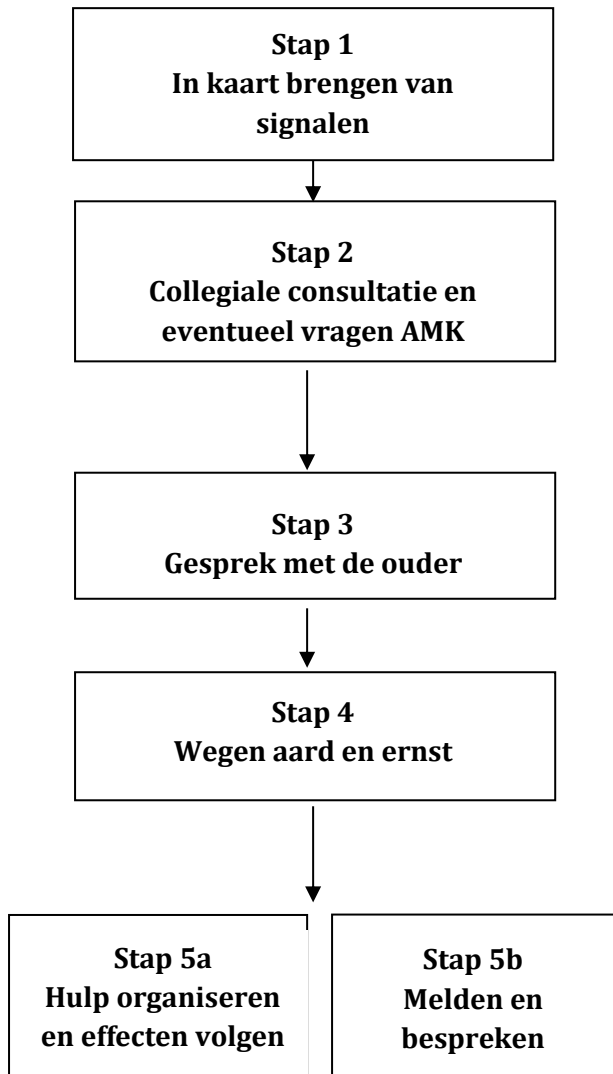 Stap 1
In kaart brengen van
signalen
Stap 2
Collegiale consultatie en
eventueel vragen AMK
Stap 3
Gesprek met de ouder
Stap 4
Wegen aard en ernst
Stap 5a
Hulp organiseren
en effecten volgen
Stap 5b
Melden en
bespreken